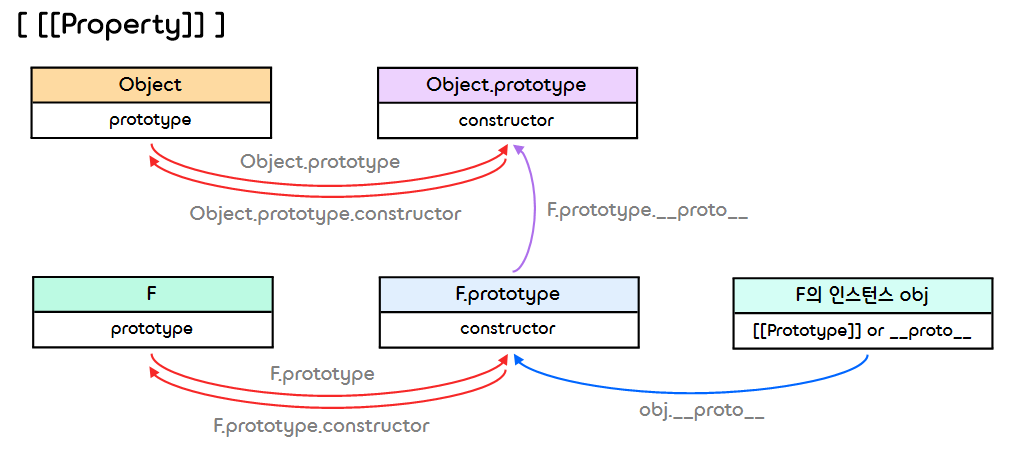 [ [[Property]] ]
Object
prototype
Object.prototype
constructor
Object.prototype
Object.prototype.constructor
F.prototype.__proto__
F
prototype
F.prototype
constructor
F의 인스턴스 obj
[[Prototype]] or __proto__
F.prototype
F.prototype.constructor
obj.__proto__